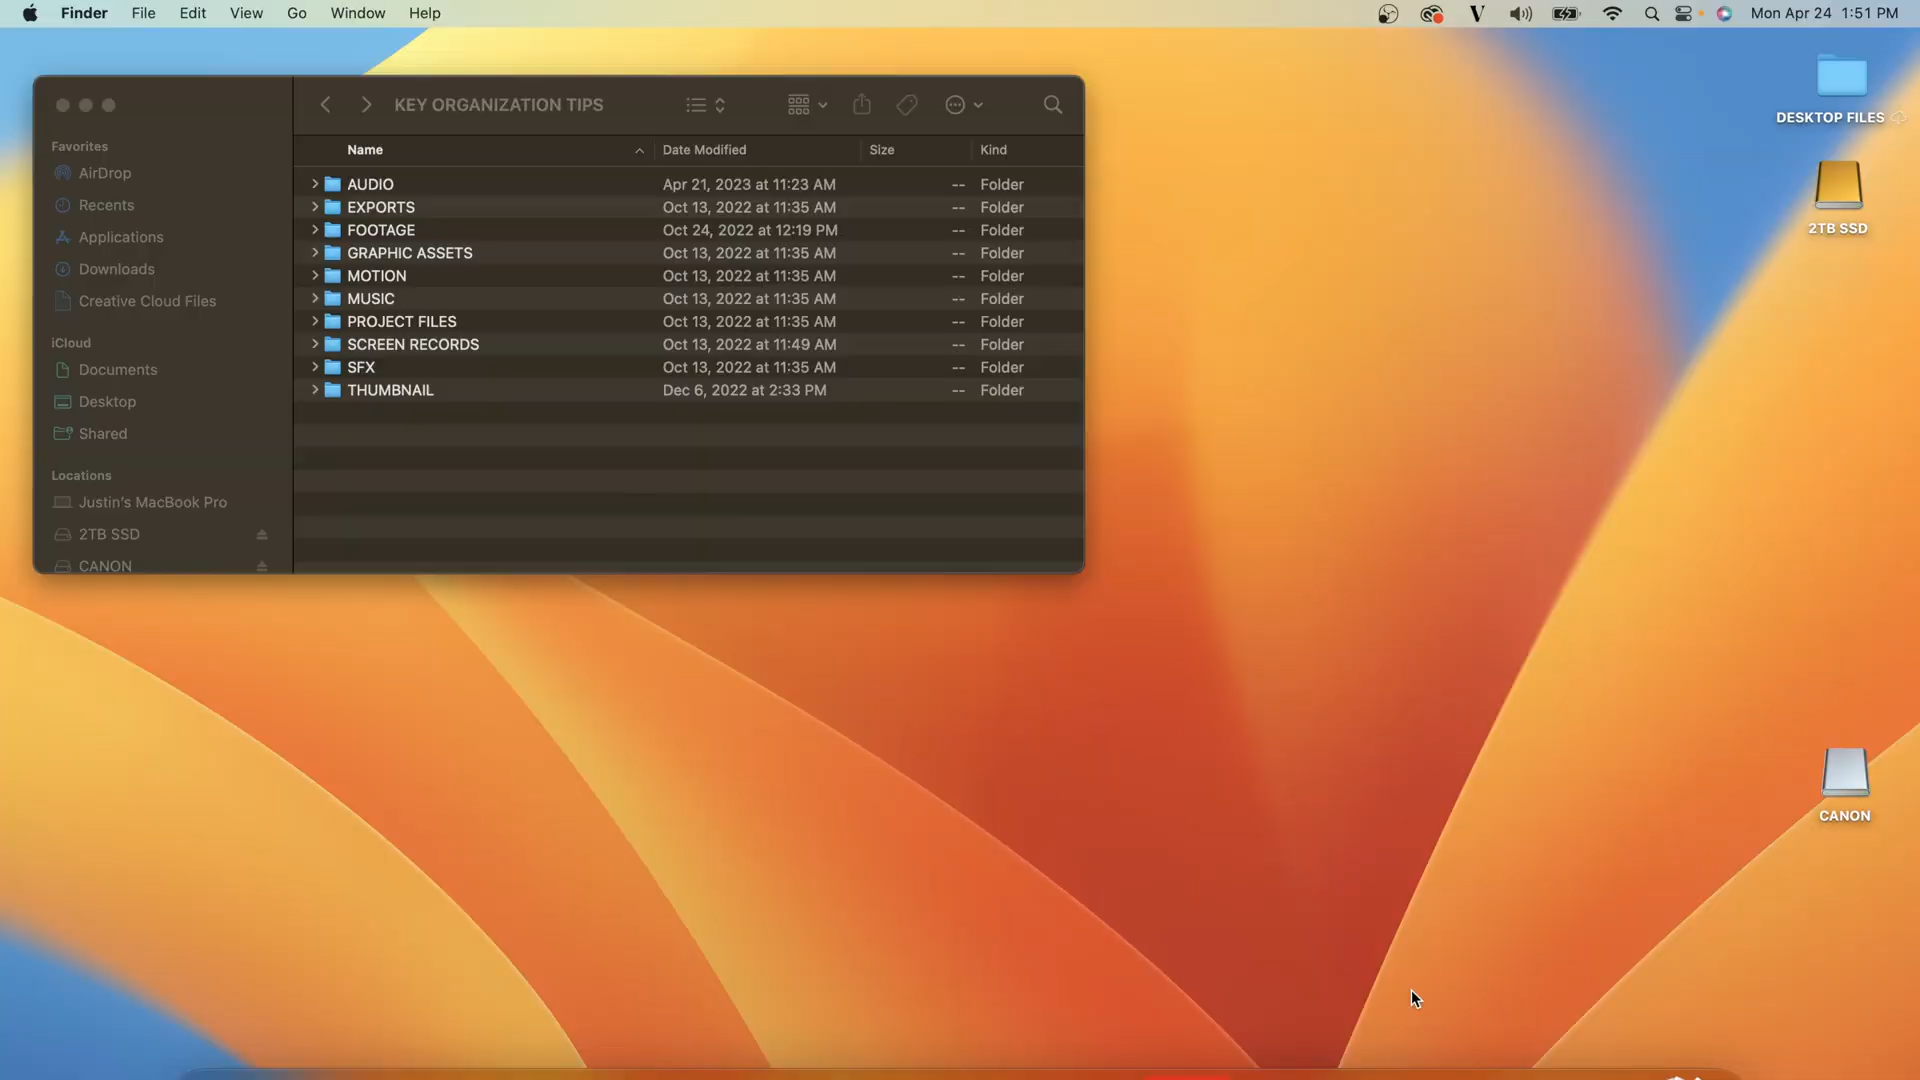 Finder File Edit View Go Window Help V Mon Apr 24 1:51 PM
KEY ORGANIZATION TIPS
Favorites
AirDrop
Recents
Applications
Downloads
Creative Cloud Files
iCloud
Documents
Desktop
Shared
Locations
Justin's MacBook Pro
2TB SSD
CANON
Name Date Modified Size Kind
AUDIO Apr 21, 2023 at 11:23 AM -- Folder
EXPORTS Oct 13, 2022 at 11:35 AM -- Folder
FOOTAGE Oct 24, 2022 at 12:19 PM -- Folder
GRAPHIC ASSETS Oct 13, 2022 at 11:35 AM -- Folder
MOTION Oct 13, 2022 at 11:35 AM -- Folder
MUSIC Oct 13, 2022 at 11:35 AM -- Folder
PROJECT FILES Oct 13, 2022 at 11:35 AM -- Folder
SCREEN RECORDS Oct 13, 2022 at 11:49 AM -- Folder
SFX Oct 13, 2022 at 11:35 AM -- Folder
THUMBNAIL Dec 6, 2022 at 2:33 PM -- Folder
DESKTOP FILES
2TB SSD
CANON